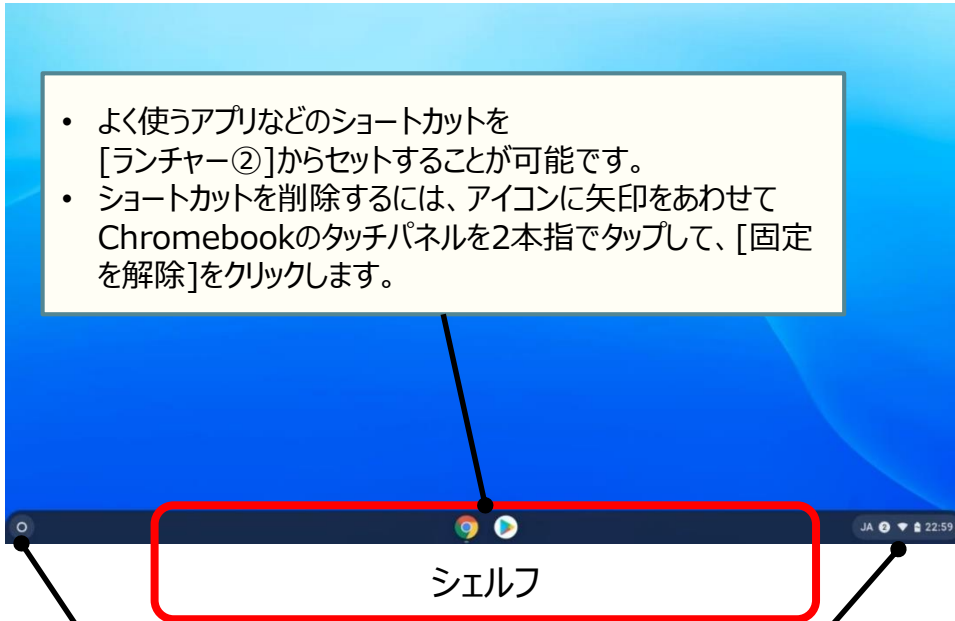 • よく使うアプリなどのショートカットを
[ランチャー②]からセットすることが可能です。
• ショートカットを削除するには、アイコンに矢印をあわせて
Chromebookのタッチパネルを2本指でタップして、[固定
を解除]をクリックします。
JA 2 22:59
シェルフ